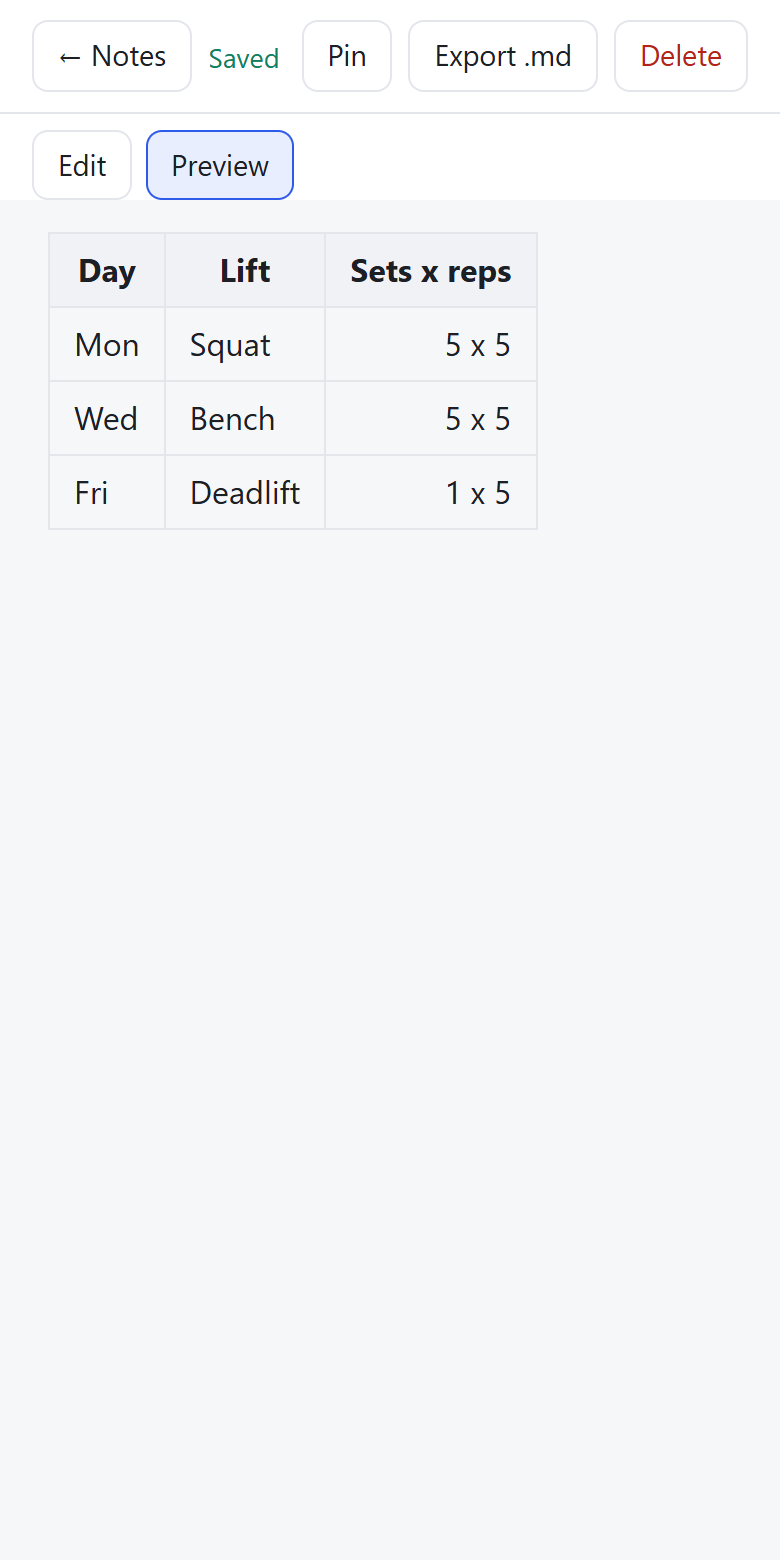 ← Notes Saved Pin Export .md Delete
Edit Preview
Day Lift Sets x reps
Mon Squat 5 x 5
Wed Bench 5 x 5
Fri Deadlift 1 x 5